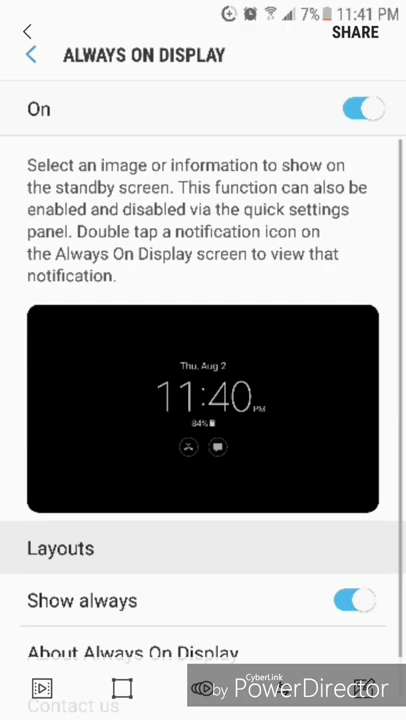 7% 11:41 PM
SHARE
ALWAYS ON DISPLAY
On
Select an image or information to show on
the standby screen. This function can also be
enabled and disabled via the quick settings
panel. Double tap a notification icon on
the Always On Display screen to view that
notification.
Thu, Aug 2
11:40 PM
84%
Layouts
Show always
About Always On Display
by CyberLink PowerDirector
Contact us